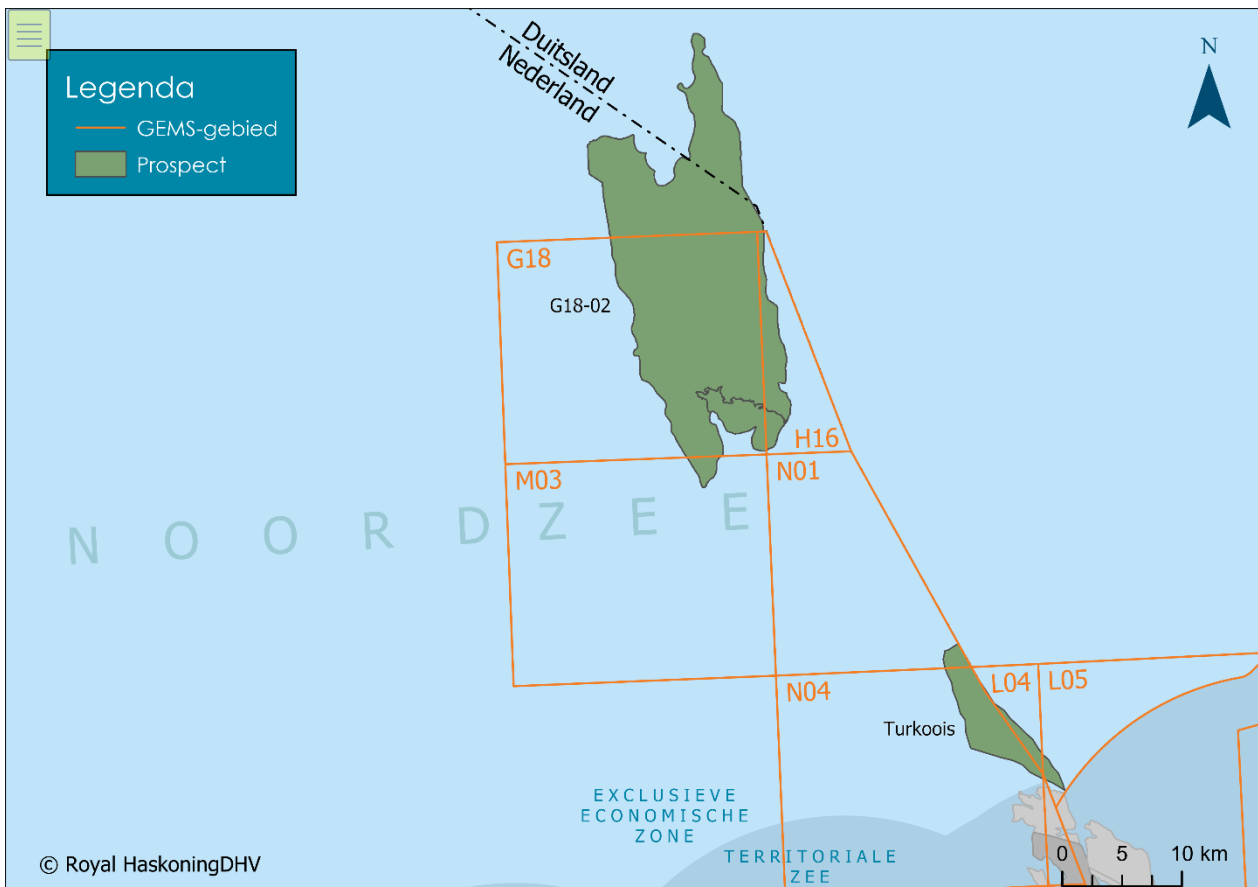 Duitsland
Nederland
N
Legenda
GEMS-gebied
Prospect
G18
G18-02
H16
M03
N01
NOORDZEE
L04
L05
N04
Turkoois
EXCLUSIEVE
ECONOMISCHE
ZONE
TERRITORIALE
ZEE
0 5 10 km
© Royal HaskoningDHV